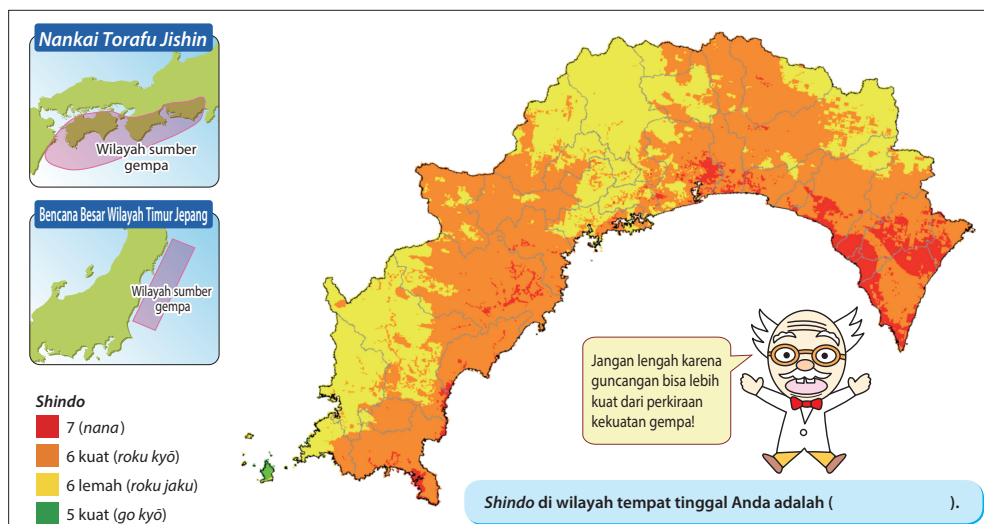 Nankai Torafu Jishin
Wilayah sumber
gempa
Bencana Besar Wilayah Timur Jepang
Wilayah sumber
gempa
Shindo
7 (nana)
6 kuat (roku kyō)
6 lemah (roku jaku)
5 kuat (go kyō)
Jangan lengah karena
guncangan bisa lebih
kuat dari perkiraan
kekuatan gempa!
Shindo di wilayah tempat tinggal Anda adalah ( ).